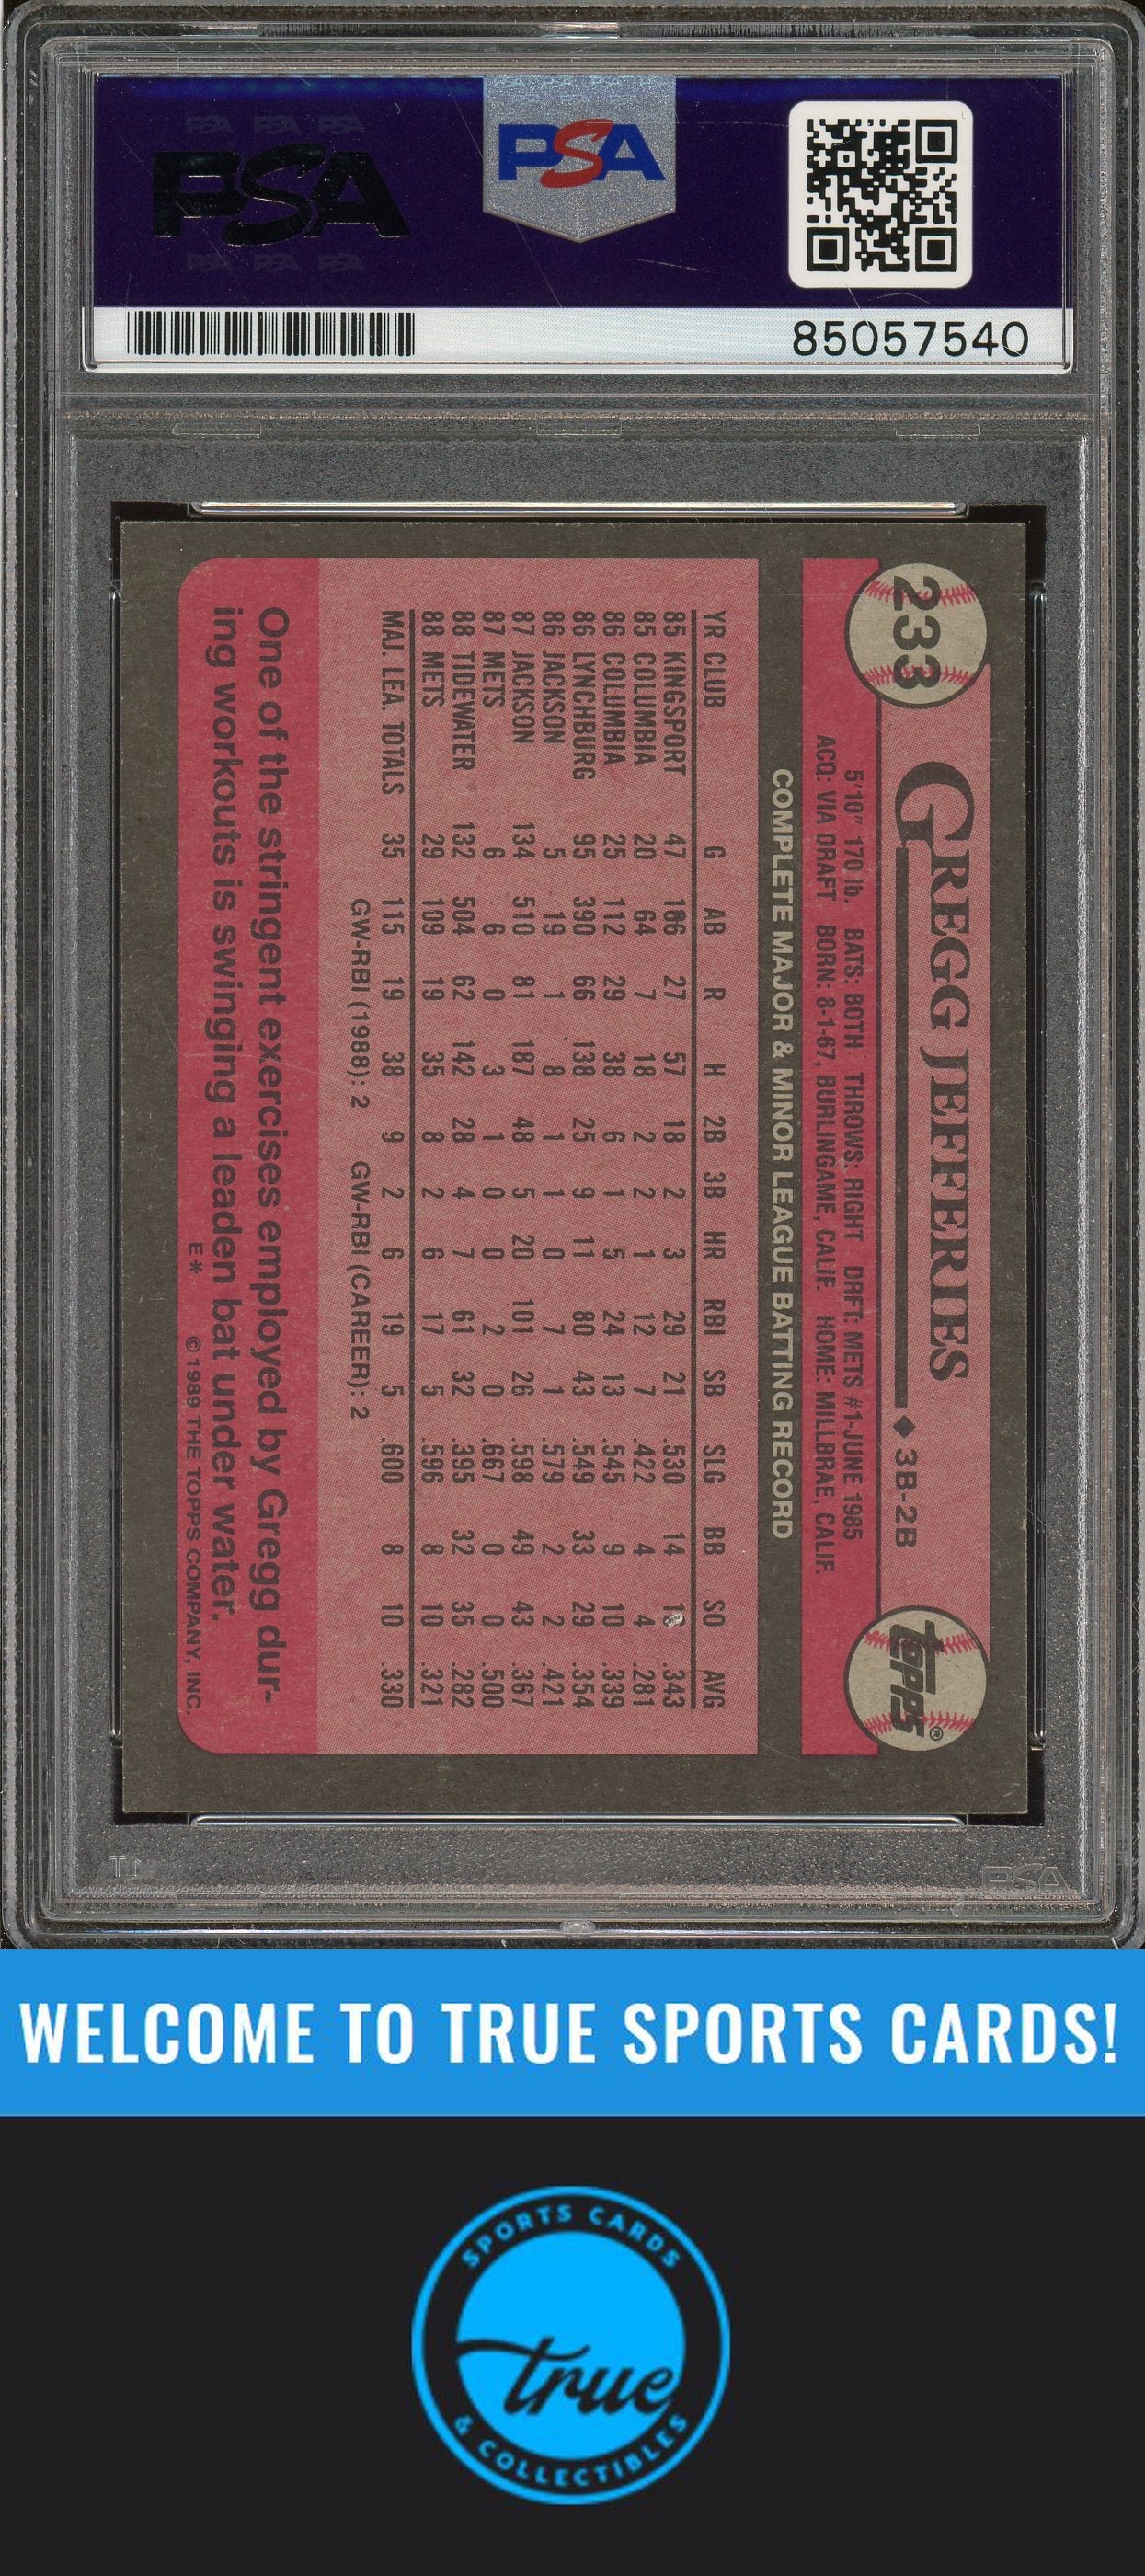 PSA PSA PSA
PSA
PSA PSA PSA
PSA
85057540
233
GREGG JEFFERIES ◆ 3B-2B
topps®
5'10" 170 lb. BATS: BOTH THROWS: RIGHT DRFT: METS #1-JUNE 1985
ACQ: VIA DRAFT BORN: 8-1-67, BURLINGAME, CALIF. HOME: MILLBRAE, CALIF.
COMPLETE MAJOR & MINOR LEAGUE BATTING RECORD
YR CLUB G AB R H 2B 3B HR RBI SB SLG BB SO AVG
85 KINGSPORT 47 166 27 57 18 2 3 29 21 .530 14 .343
85 COLUMBIA 20 64 7 18 2 2 1 12 7 .422 4 4 .281
86 COLUMBIA 25 112 29 38 6 1 5 24 13 .545 9 10 .339
86 LYNCHBURG 95 390 66 138 25 9 11 80 43 .549 33 29 .354
86 JACKSON 5 19 1 8 1 1 0 7 1 .579 2 2 .421
87 JACKSON 134 510 81 187 48 5 20 101 26 .598 49 43 .367
87 METS 6 6 0 3 1 0 0 2 0 .667 0 0 .500
88 TIDEWATER 132 504 62 142 28 4 7 61 32 .395 32 35 .282
88 METS 29 109 19 35 8 2 6 17 5 .596 8 10 .321
MAJ. LEA. TOTALS 35 115 19 38 9 2 6 19 5 .600 8 10 .330
GW-RBI (1988): 2 GW-RBI (CAREER): 2
One of the stringent exercises employed by Gregg dur-
ing workouts is swinging a leaden bat under water.
E* © 1989 THE TOPPS COMPANY, INC.
PSA
WELCOME TO TRUE SPORTS CARDS!
SPORTS CARDS
true
& COLLECTIBLES